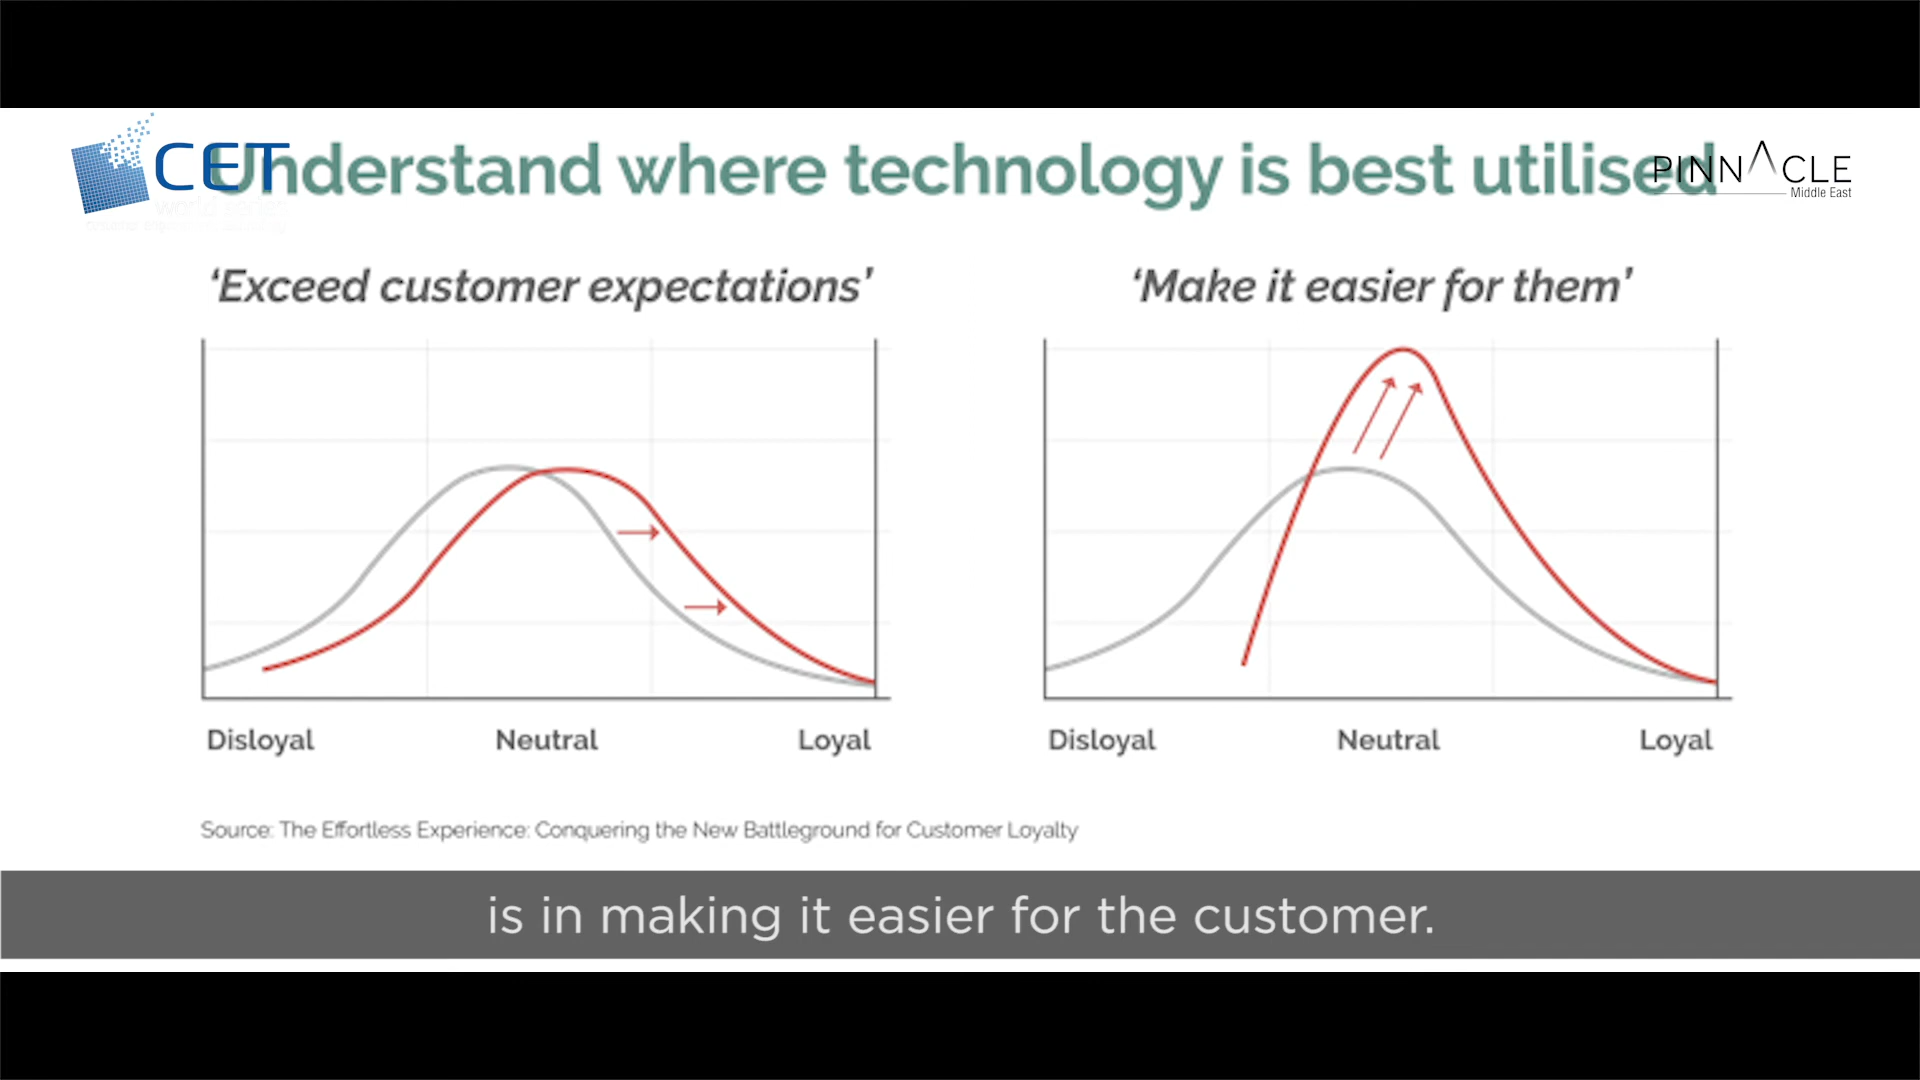 CET
Understand where technology is best utilised
PINNACLE
Middle East
world series
'Exceed customer expectations'
'Make it easier for them'
Disloyal
Neutral
Loyal
Disloyal
Neutral
Loyal
Source: The Effortless Experience: Conquering the New Battleground for Customer Loyalty
is in making it easier for the customer.